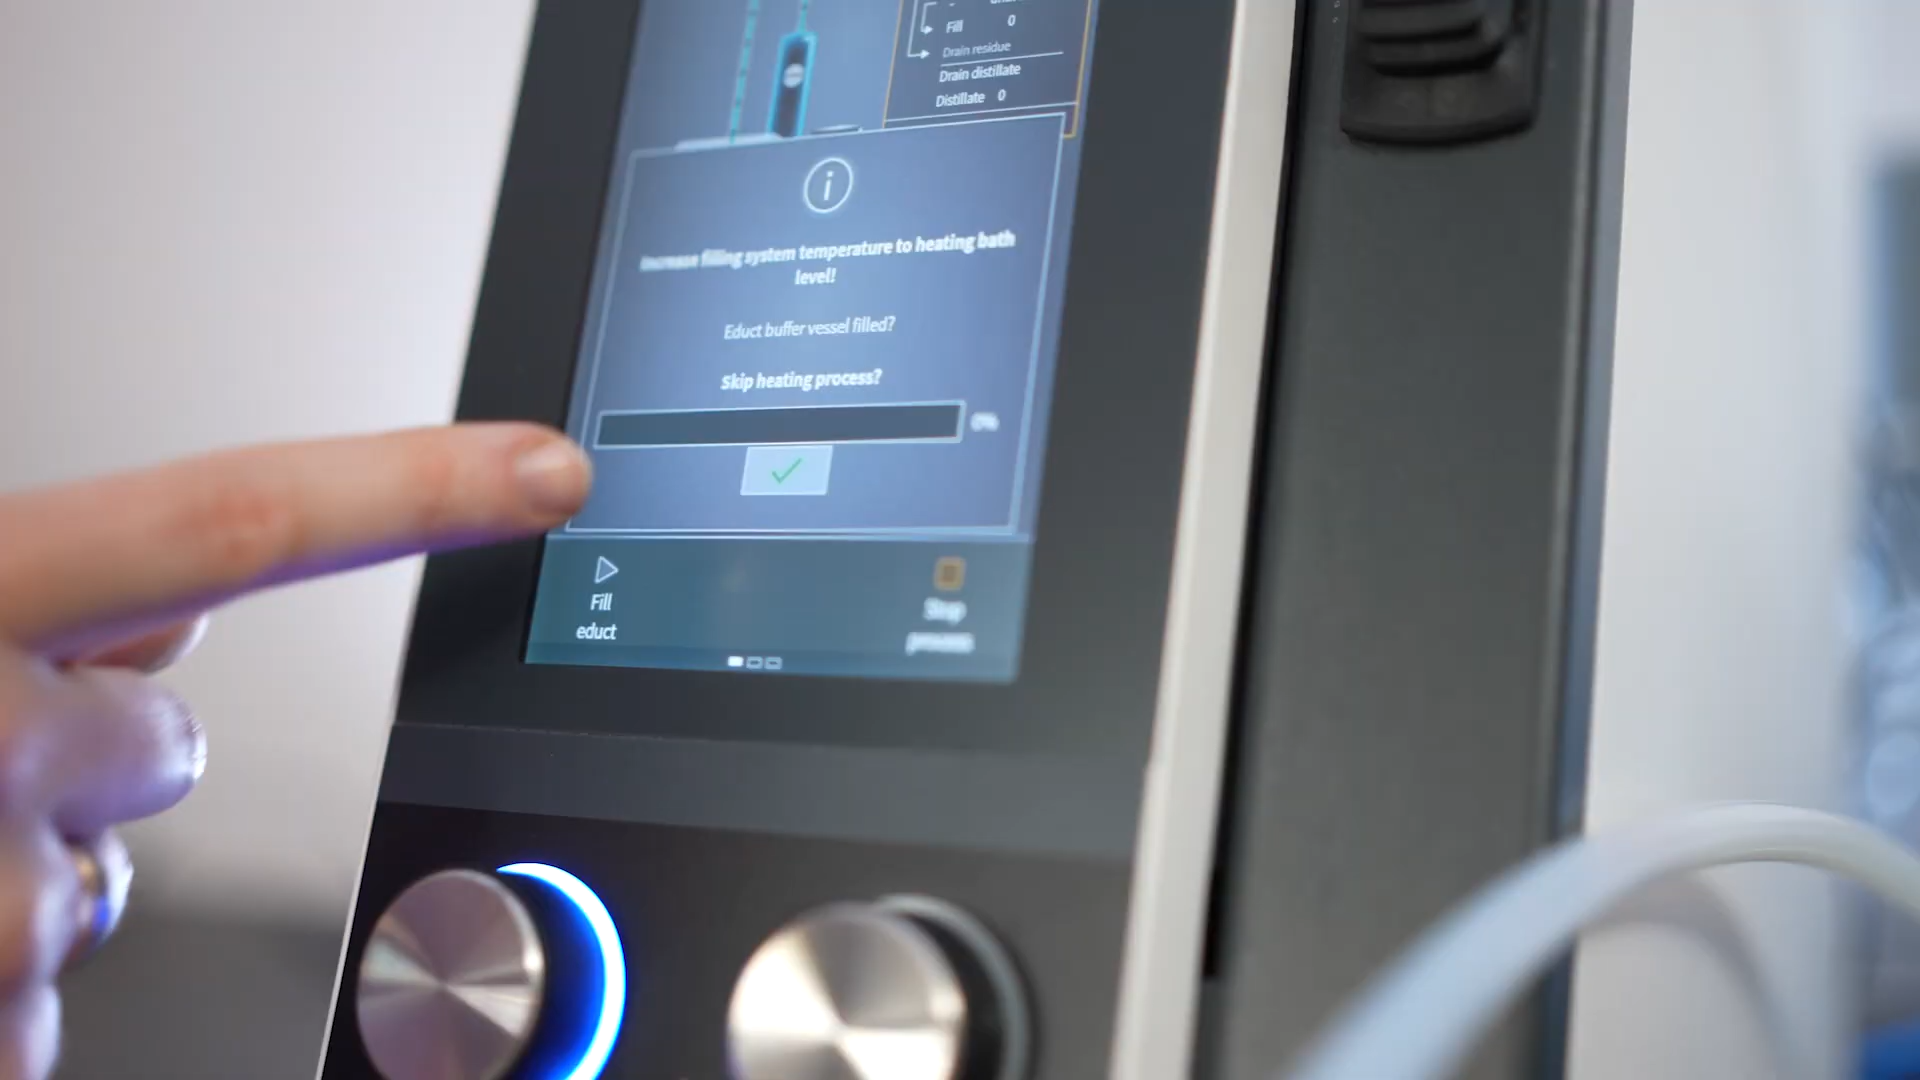 Fill 0
Drain residue
Drain distillate
Distillate 0
i
Increase filling system temperature to heating bath
level!
Educt buffer vessel filled?
Skip heating process?
0%
Fill
educt
Stop
process